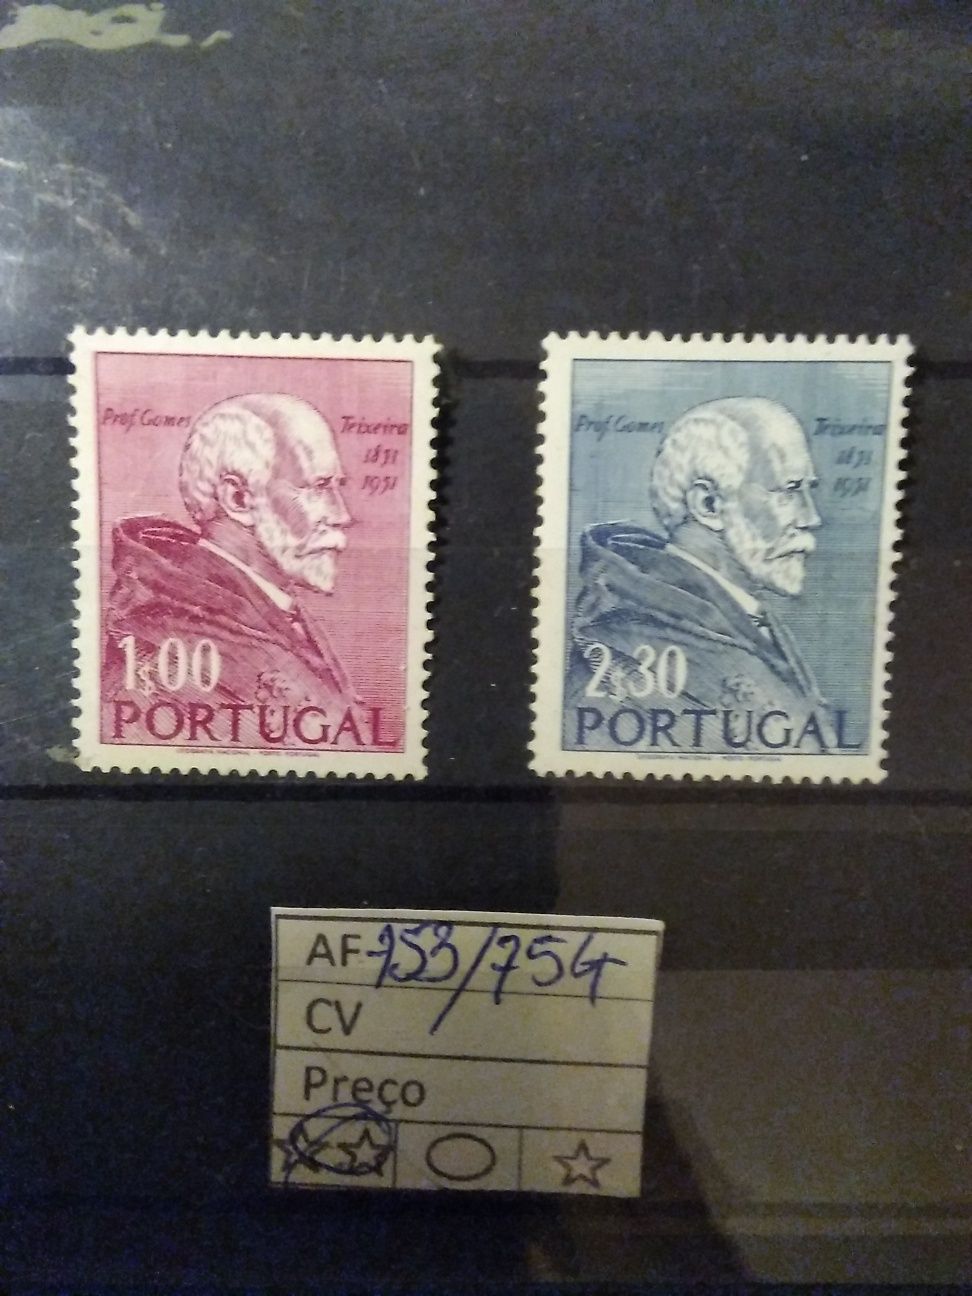 Prof. Gomes Teixeira
1851
1951
1$00
PORTUGAL
Prof. Gomes Teixeira
1851
1951
2$30
PORTUGAL
AF 753/754
CV
Preço